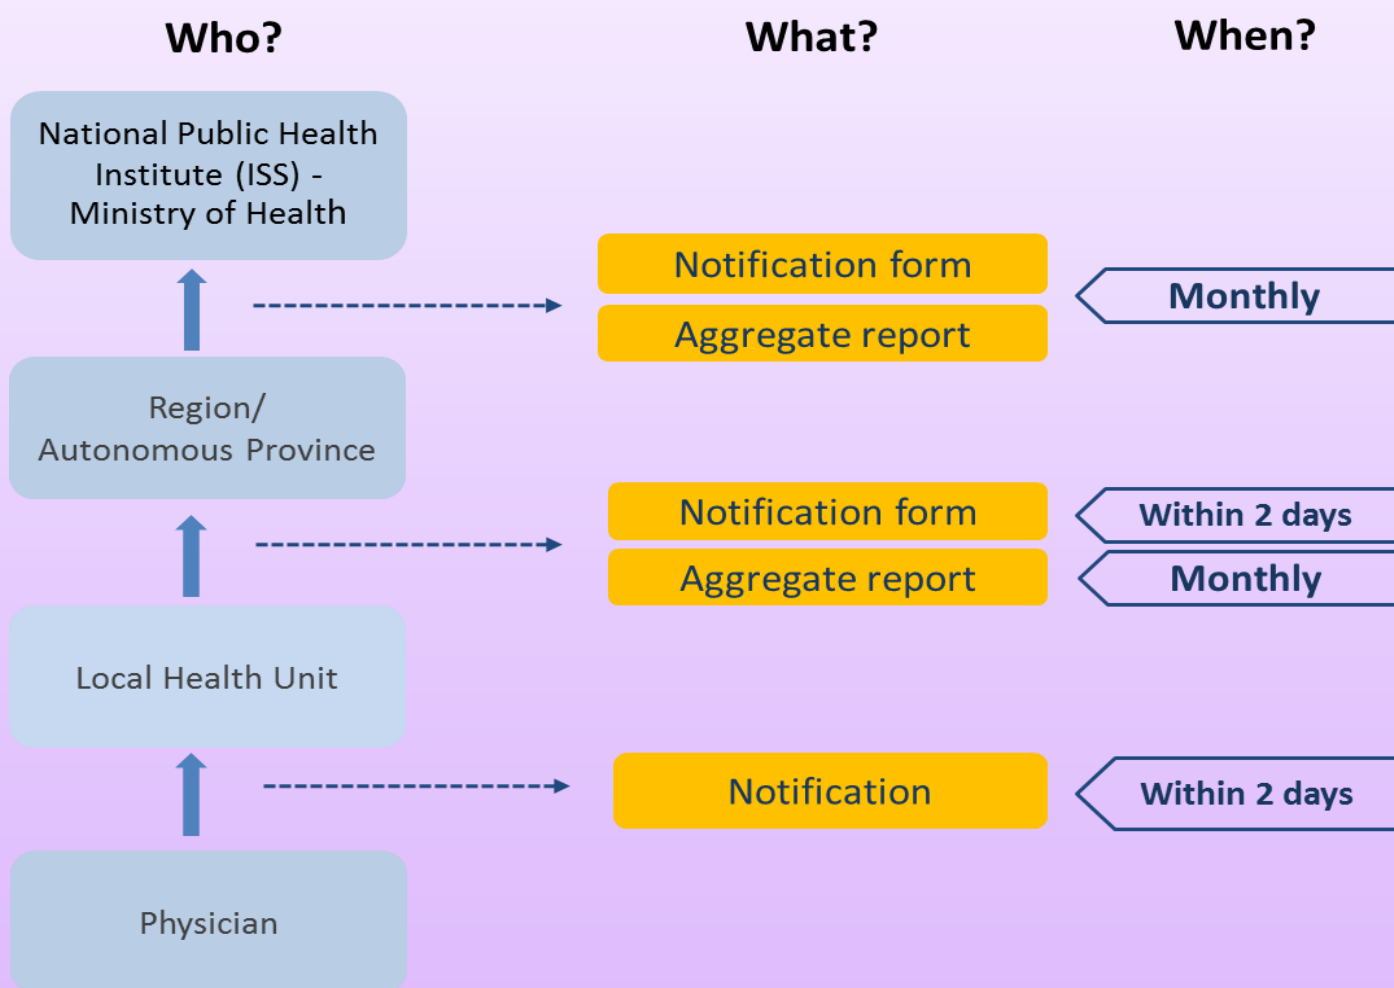 Who?
What?
When?
National Public Health
Institute (ISS) -
Ministry of Health
Notification form
Aggregate report
Monthly
Region/
Autonomous Province
Notification form
Within 2 days
Aggregate report
Monthly
Local Health Unit
Notification
Within 2 days
Physician